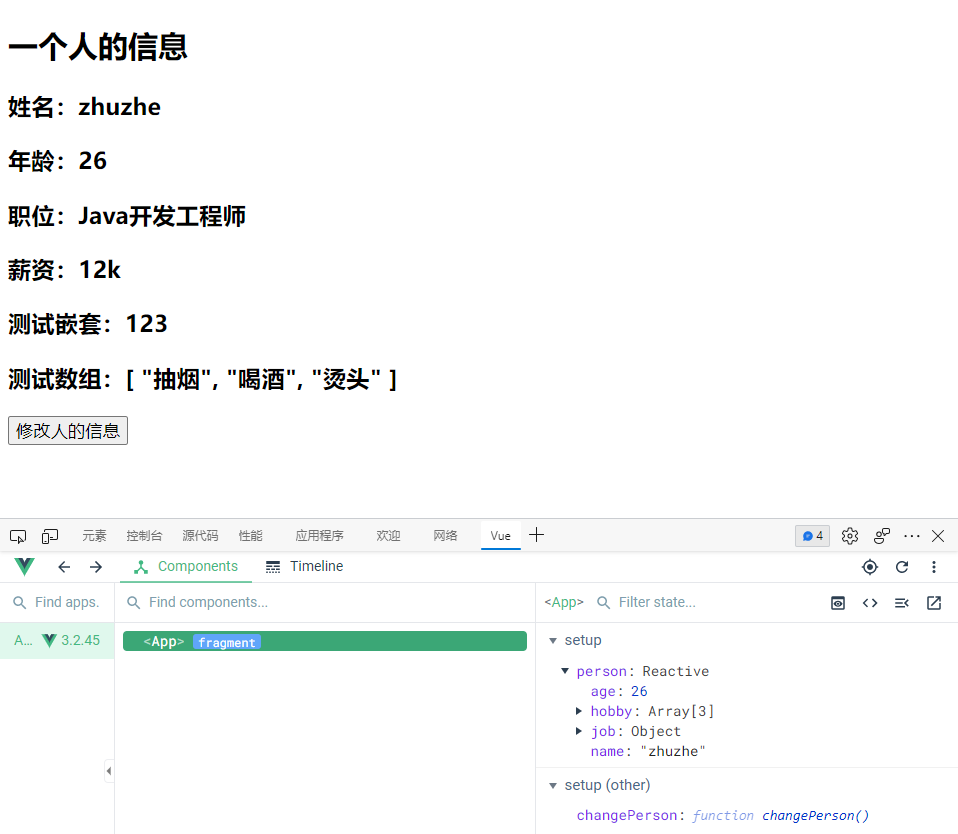 一个人的信息
姓名：zhuzhe
年龄：26
职位：Java开发工程师
薪资：12k
测试嵌套：123
测试数组：[ "抽烟", "喝酒", "烫头" ]
修改人的信息
元素 控制台 源代码 性能 应用程序 欢迎 网络 Vue 4
Components Timeline
Find apps. Find components... <App> Filter state...
A... 3.2.45 <App> fragment setup
person: Reactive
age: 26
hobby: Array[3]
job: Object
name: "zhuzhe"
setup (other)
changePerson: function changePerson()